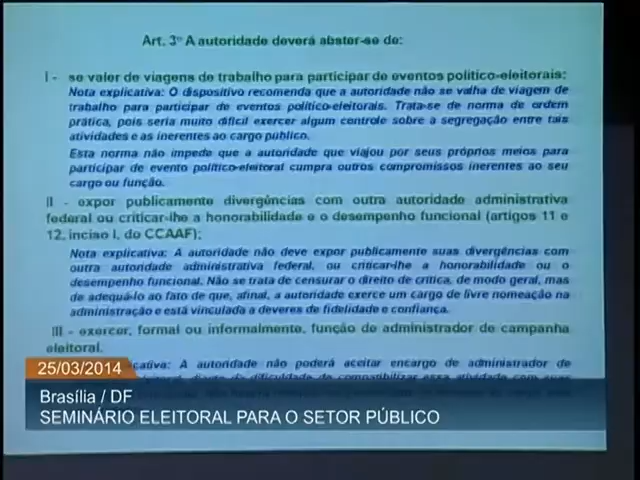 Art. 3º A autoridade deverá abster-se de:
I - se valer de viagens de trabalho para participar de eventos político-eleitorais;
Nota explicativa: O dispositivo recomenda que a autoridade não se valha de viagem de
trabalho para participar de eventos político-eleitorais. Trata-se de norma de ordem
prática, pois seria muito difícil exercer algum controle sobre a segregação entre tais
atividades e as inerentes ao cargo público.
Esta norma não impede que a autoridade que viajou por seus próprios meios para
participar de evento político-eleitoral cumpra outros compromissos inerentes ao seu
cargo ou função.
II - expor publicamente divergências com outra autoridade administrativa
federal ou criticar-lhe a honorabilidade e o desempenho funcional (artigos 11 e
12, inciso I, do CCAAF);
Nota explicativa: A autoridade não deve expor publicamente suas divergências com
outra autoridade administrativa federal, ou criticar-lhe a honorabilidade ou o
desempenho funcional. Não se trata de censurar o direito de crítica, de modo geral, mas
de adequá-lo ao fato de que, afinal, a autoridade exerce um cargo de livre nomeação na
administração e está vinculada a deveres de fidelidade e confiança.
III - exercer, formal ou informalmente, função de administrador de campanha
eleitoral.
cativa: A autoridade não poderá aceitar encargo de administrador de
25/03/2014
Brasília / DF
SEMINÁRIO ELEITORAL PARA O SETOR PÚBLICO